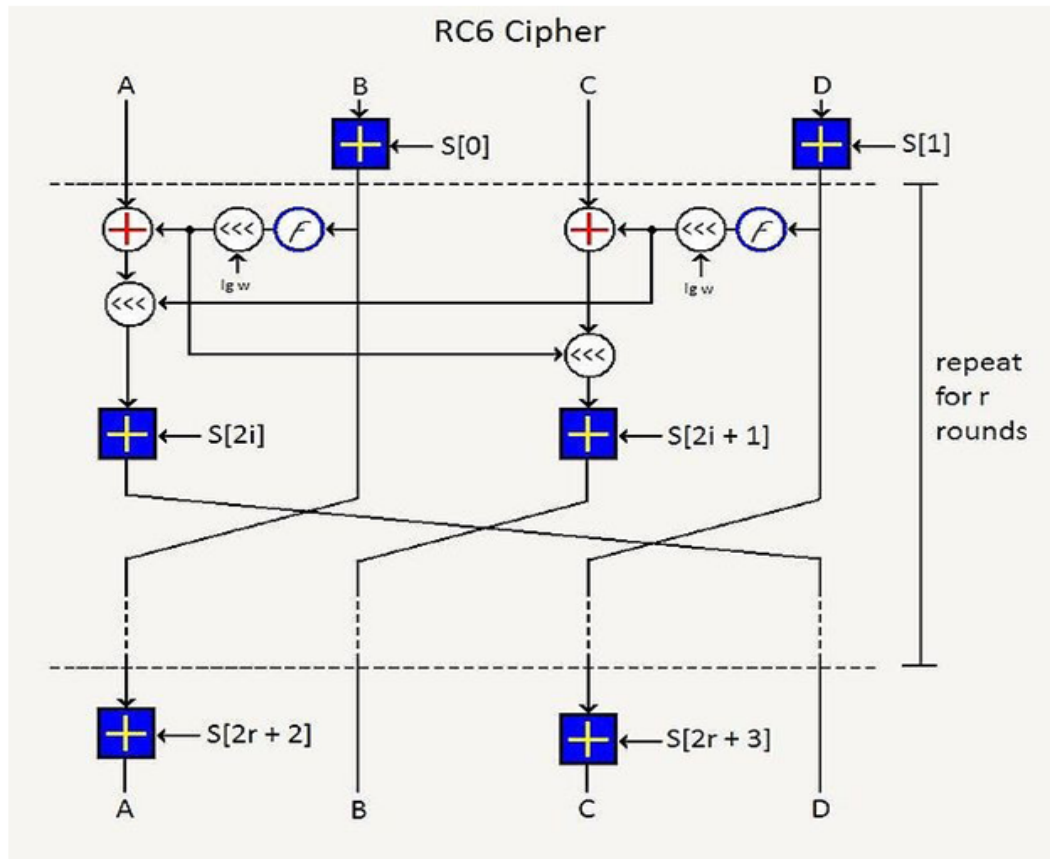 RC6 Cipher
A B C D
S[0] S[1]
<<< f <<< f
lg w lg w
<<<
<<<
repeat
for r
rounds
S[2i] S[2i + 1]
S[2r + 2] S[2r + 3]
A B C D